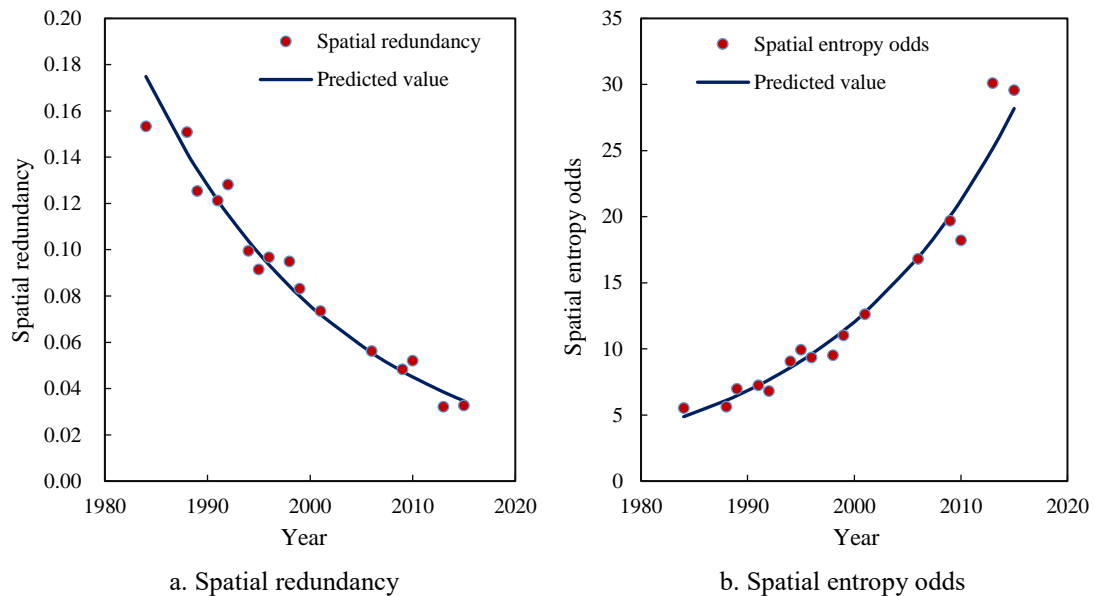 0.20
0.18
0.16
0.14
0.12
0.10
0.08
0.06
0.04
0.02
0.00
Spatial redundancy
1980
1990
2000
2010
2020
Year
Spatial redundancy
Predicted value
a. Spatial redundancy
35
30
25
20
15
10
5
0
Spatial entropy odds
1980
1990
2000
2010
2020
Year
Spatial entropy odds
Predicted value
b. Spatial entropy odds